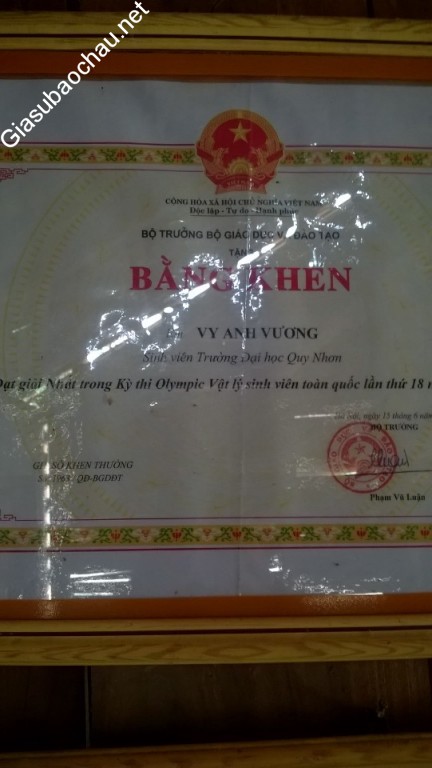 Giasubaochau.net
CỘNG HÒA XÃ HỘI CHỦ NGHĨA VIỆT NAM
Độc lập - Tự do - Hạnh phúc
BỘ TRƯỞNG BỘ GIÁO DỤC VÀ ĐÀO TẠO
TẶNG
BẰNG KHEN
VY ANH VƯƠNG
Sinh viên Trường Đại học Quy Nhơn
Đạt giải Nhất trong Kỳ thi Olympic Vật lý sinh viên toàn quốc lần thứ 18
ngày 15 tháng 6 năm
BỘ TRƯỞNG
SỔ KHEN THƯỞNG
QĐ-BGDĐT
Phạm Vũ Luận